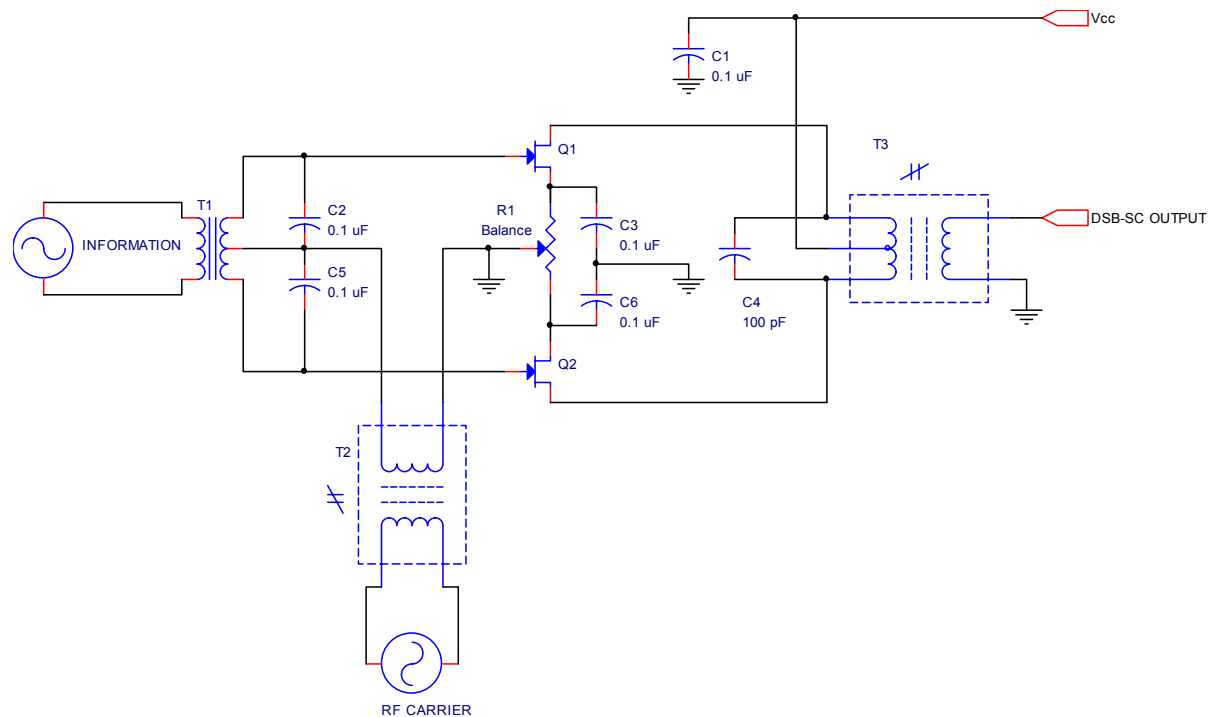 Vcc
C1
0.1 uF
Q1
T3
T1
C2
0.1 uF
R1
Balance
C3
0.1 uF
DSB-SC OUTPUT
INFORMATION
C5
0.1 uF
C6
0.1 uF
C4
100 pF
Q2
T2
RF CARRIER